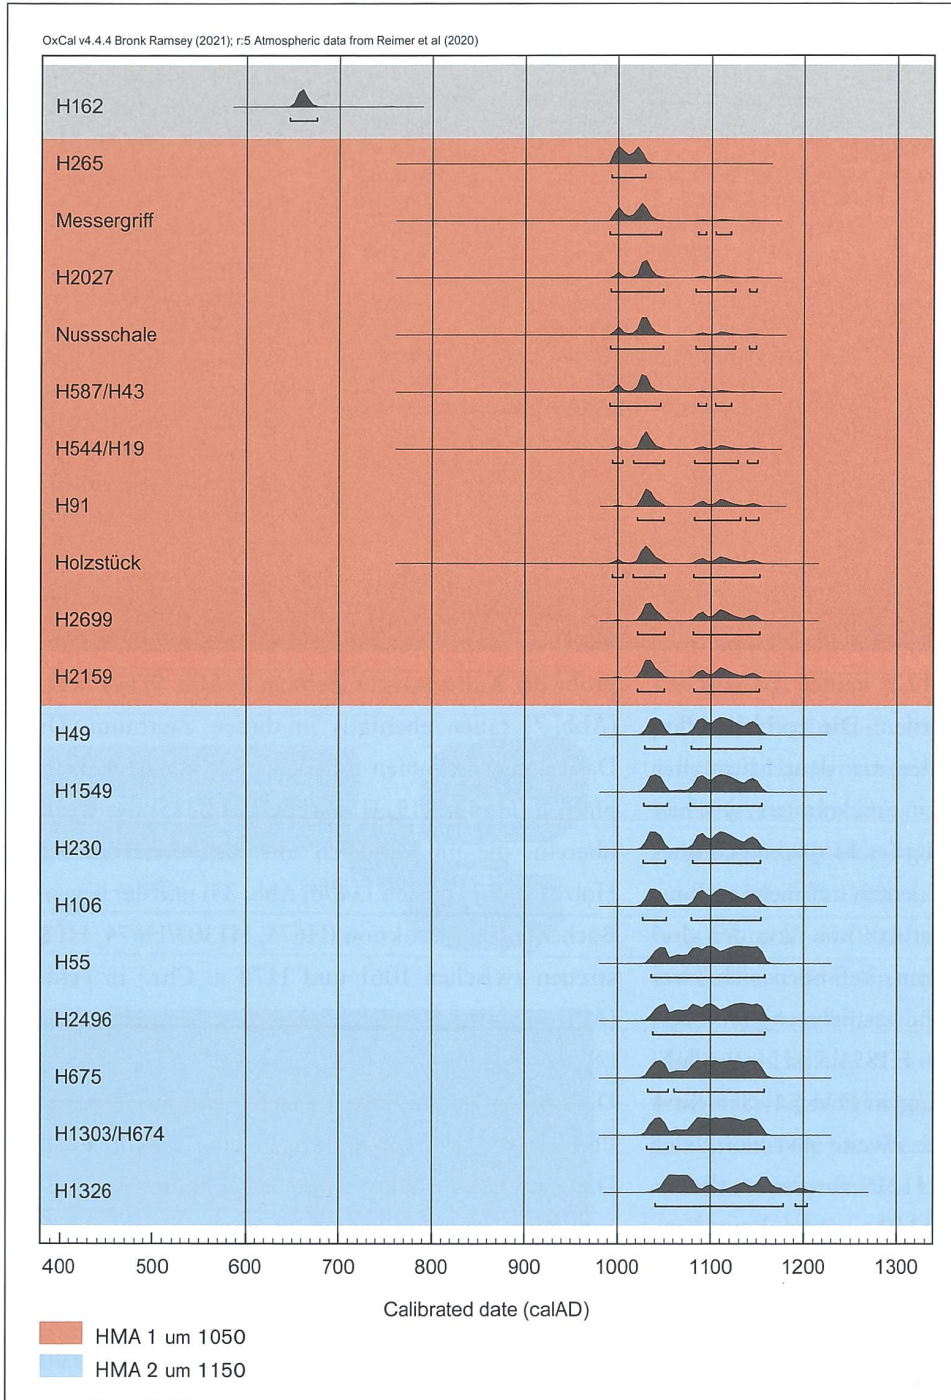 OxCal v4.4.4 Bronk Ramsey (2021); r:5 Atmospheric data from Reimer et al (2020)
H162
H265
Messergriff
H2027
Nussschale
H587/H43
H544/H19
H91
Holzstück
H2699
H2159
H49
H1549
H230
H106
H55
H2496
H675
H1303/H674
H1326
400 500 600 700 800 900 1000 1100 1200 1300
Calibrated date (calAD)
HMA 1 um 1050
HMA 2 um 1150